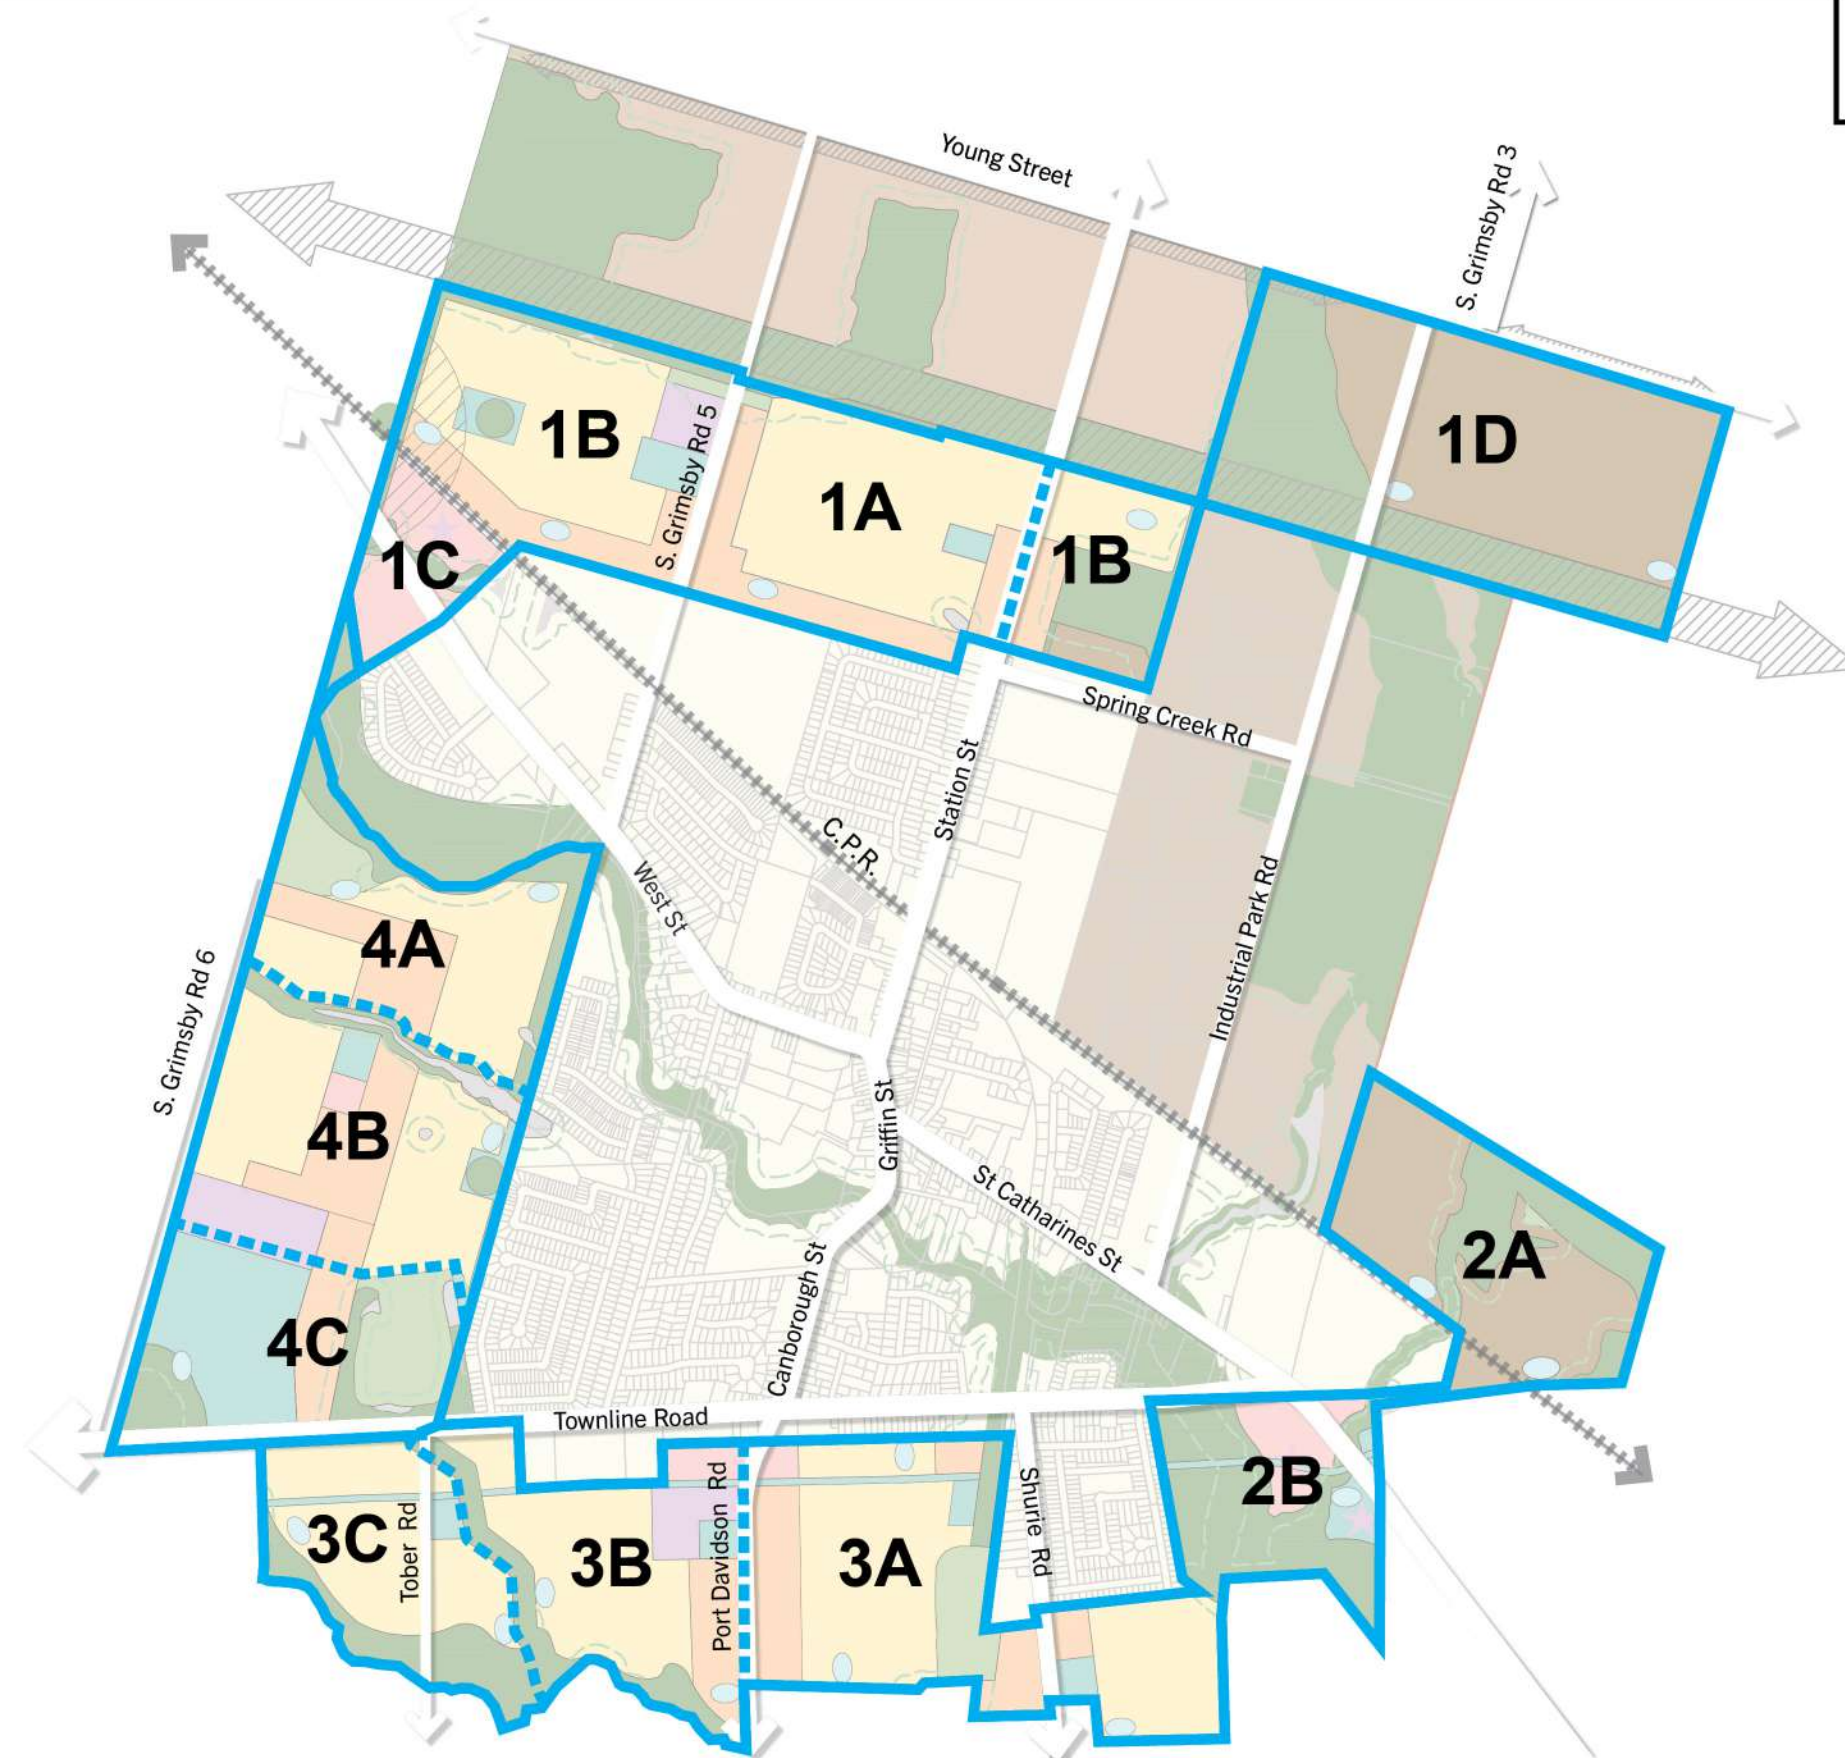 Young Street
S. Grimsby Rd 3
1B
S. Grimsby Rd 5
1A
1D
1B
1C
Spring Creek Rd
Station St
C.P.R.
West St
Industrial Park Rd
4A
S. Grimsby Rd 6
4B
Griffin St
St Catharines St
2A
Canborough St
4C
Townline Road
2B
3C
Tober Rd
3B
Port Davidson Rd
3A
Shurie Rd